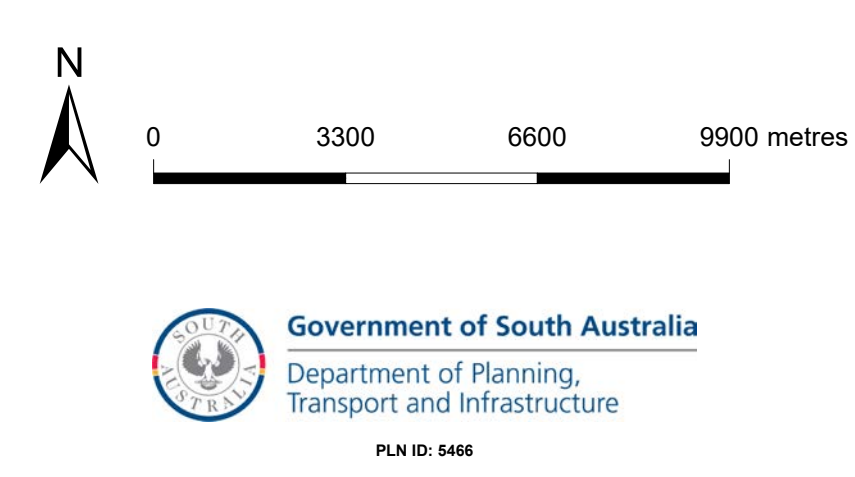 N
0 3300 6600 9900 metres
SOUTH
AUSTRALIA
Government of South Australia
Department of Planning,
Transport and Infrastructure
PLN ID: 5466